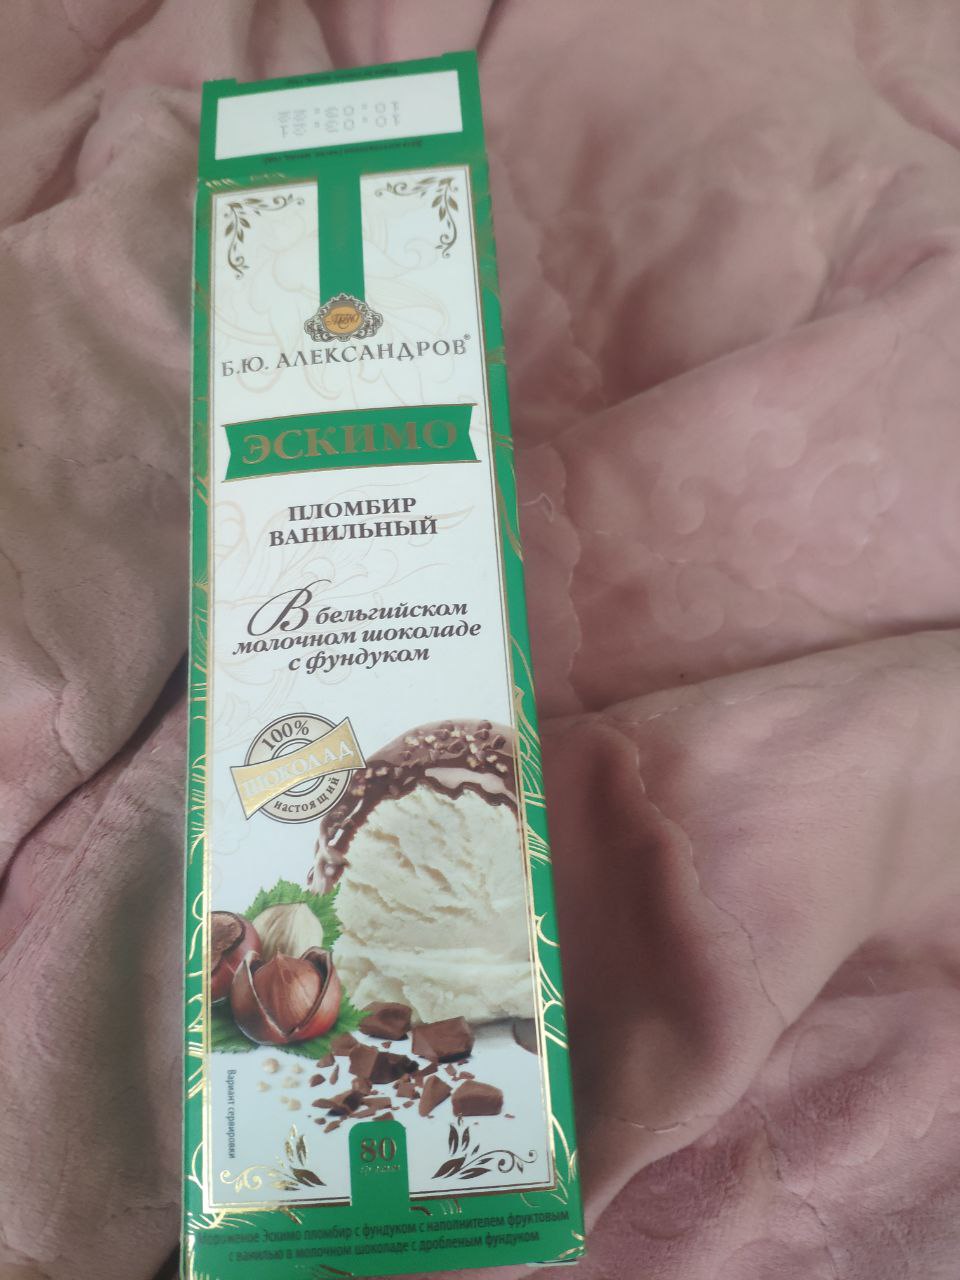 Б.Ю. АЛЕКСАНДРОВ®
ЭСКИМО
ПЛОМБИР
ВАНИЛЬНЫЙ
В бельгийском
молочном шоколаде
с фундуком
100%
ШОКОЛАД
настоящий
Вариант сервировки
80
Мороженое Эскимо пломбир с фундуком с наполнителем фруктовым
с ванилью в молочном шоколаде с дробленым фундуком